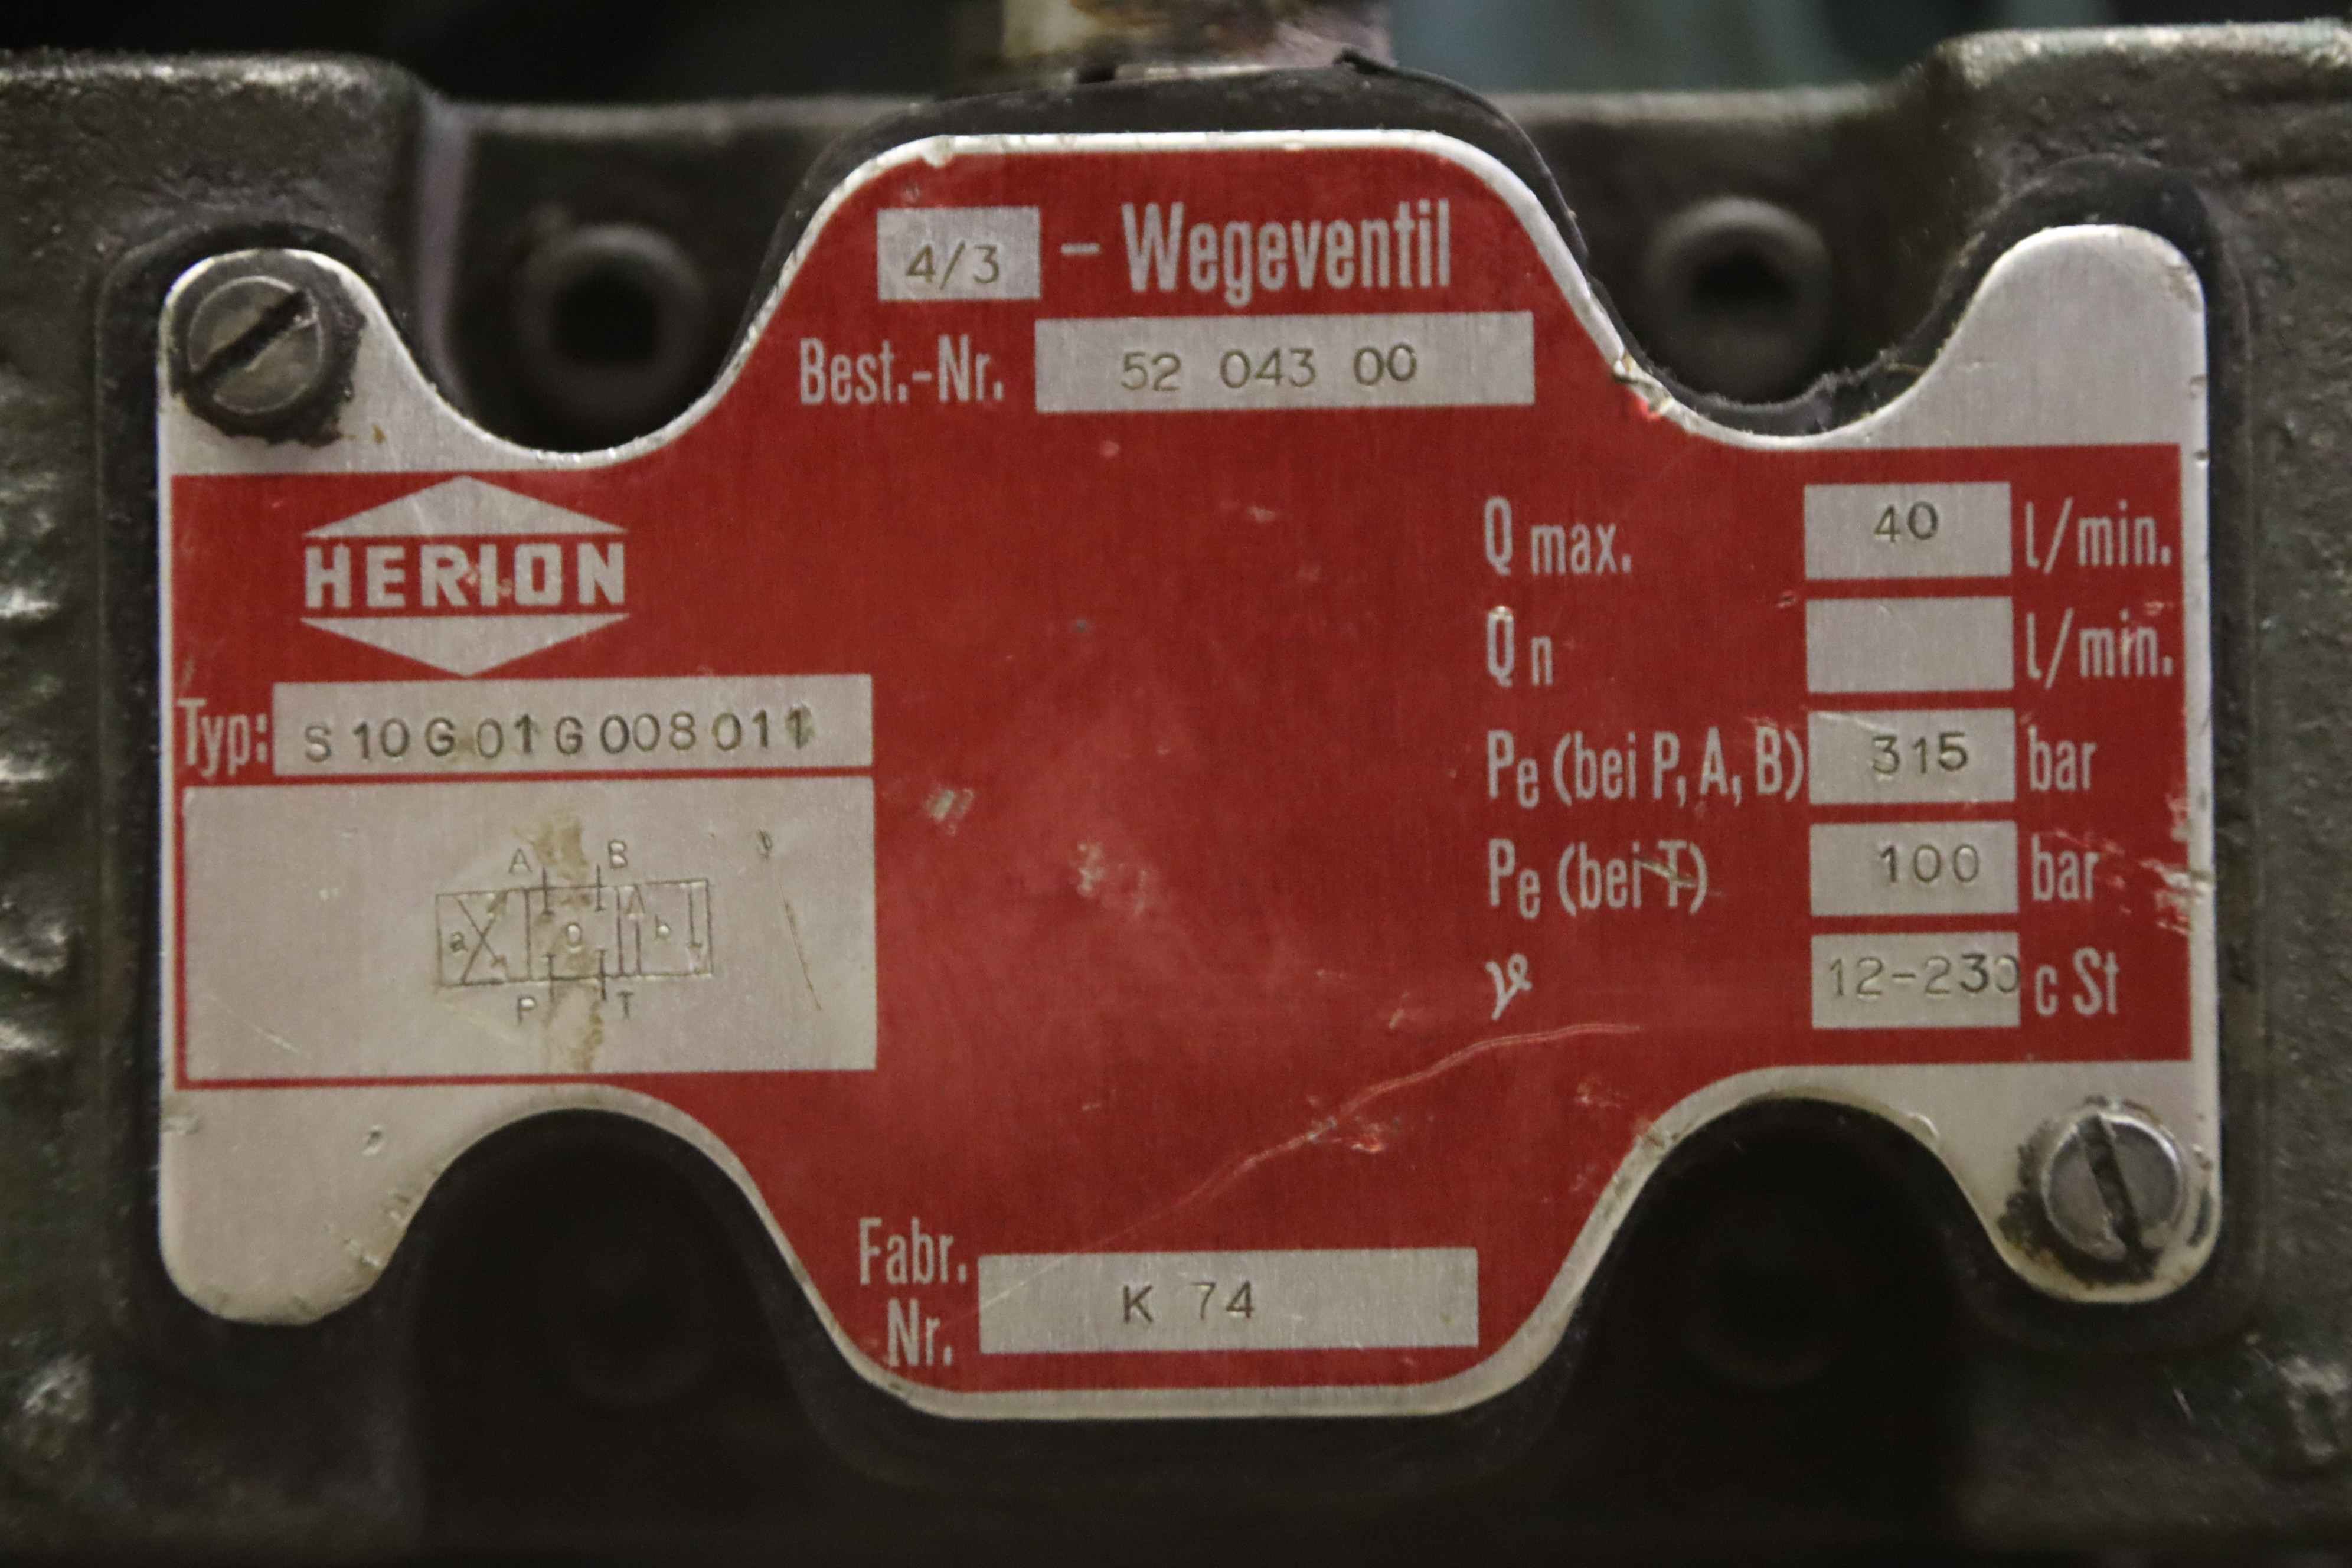 4/3 – Wegeventil
Best.-Nr. 52 043 00
HERION
Typ: S 10 G 01 G 008 011
A B
a 0 b
P T
Q max. 40 l/min.
Q n l/min.
Pe (bei P, A, B) 315 bar
Pe (bei T) 100 bar
ν 12-230 c St
Fabr. Nr. K 74